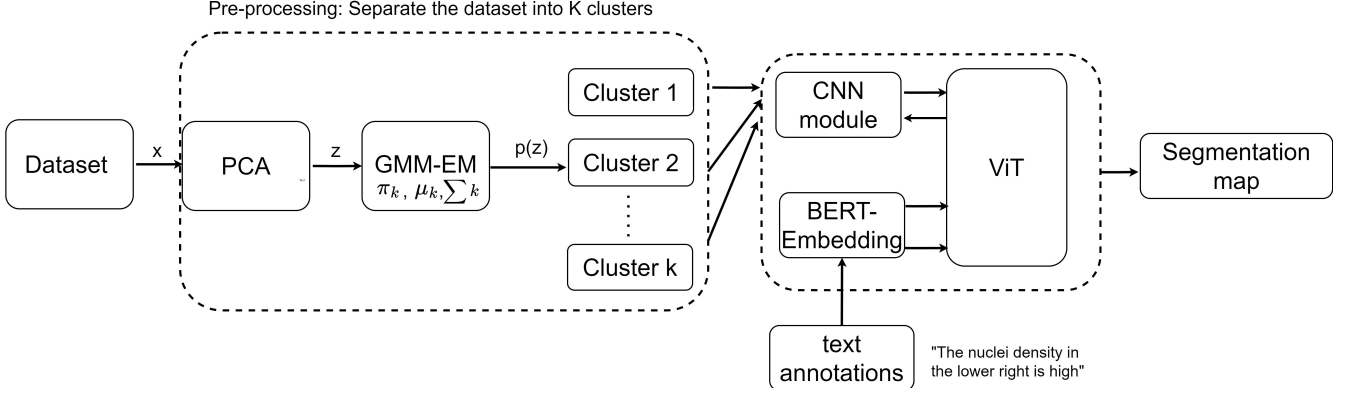 Pre-processing: Separate the dataset into K clusters
Dataset
x
PCA
z
GMM-EM
πₖ, μₖ,∑ k
p(z)
Cluster 1
Cluster 2
Cluster k
CNN
module
BERT-
Embedding
ViT
Segmentation
map
text
annotations
"The nuclei density in
the lower right is high"